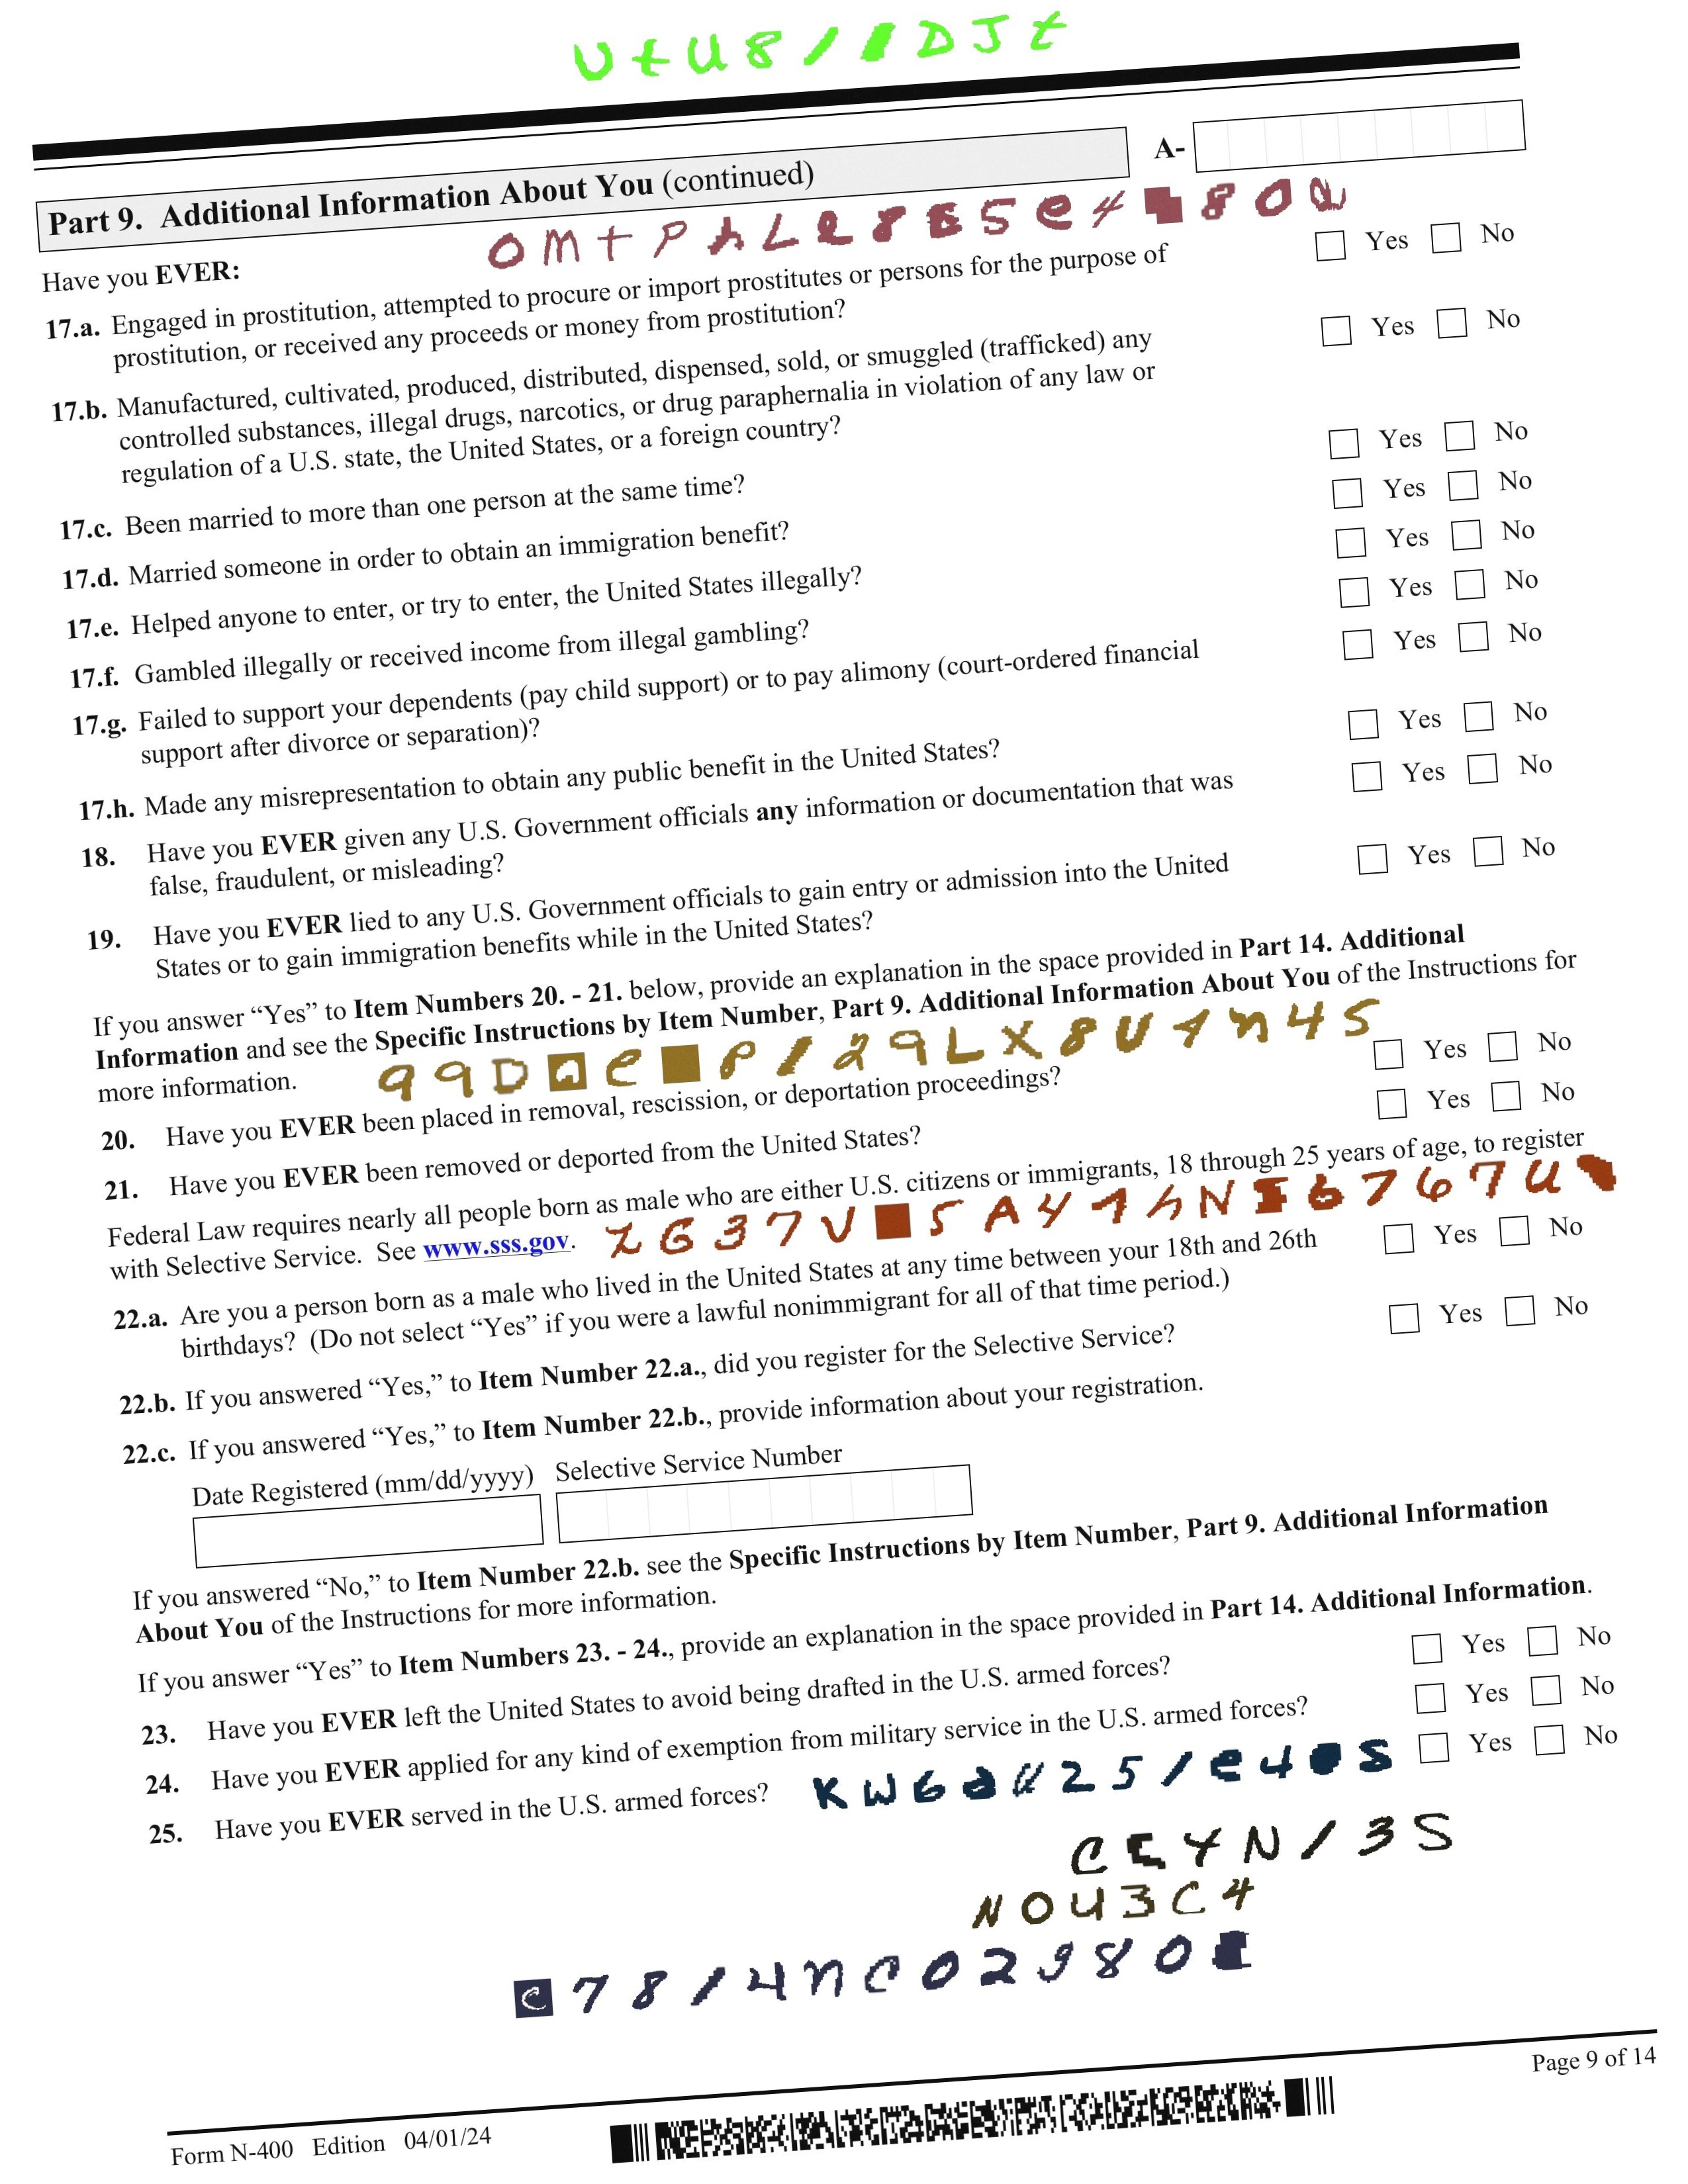 A-
Part 9. Additional Information About You (continued)
Have you EVER:
17.a. Engaged in prostitution, attempted to procure or import prostitutes or persons for the purpose of
prostitution, or received any proceeds or money from prostitution?
Yes No
17.b. Manufactured, cultivated, produced, distributed, dispensed, sold, or smuggled (trafficked) any
controlled substances, illegal drugs, narcotics, or drug paraphernalia in violation of any law or
regulation of a U.S. state, the United States, or a foreign country?
Yes No
17.c. Been married to more than one person at the same time?
Yes No
17.d. Married someone in order to obtain an immigration benefit?
Yes No
17.e. Helped anyone to enter, or try to enter, the United States illegally?
Yes No
17.f. Gambled illegally or received income from illegal gambling?
Yes No
17.g. Failed to support your dependents (pay child support) or to pay alimony (court-ordered financial
support after divorce or separation)?
Yes No
17.h. Made any misrepresentation to obtain any public benefit in the United States?
Yes No
18. Have you EVER given any U.S. Government officials any information or documentation that was
false, fraudulent, or misleading?
Yes No
19. Have you EVER lied to any U.S. Government officials to gain entry or admission into the United
States or to gain immigration benefits while in the United States?
Yes No
If you answer “Yes” to Item Numbers 20. - 21. below, provide an explanation in the space provided in Part 14. Additional
Information and see the Specific Instructions by Item Number, Part 9. Additional Information About You of the Instructions for
more information.
20. Have you EVER been placed in removal, rescission, or deportation proceedings?
Yes No
21. Have you EVER been removed or deported from the United States?
Yes No
Federal Law requires nearly all people born as male who are either U.S. citizens or immigrants, 18 through 25 years of age, to register
with Selective Service. See www.sss.gov.
22.a. Are you a person born as a male who lived in the United States at any time between your 18th and 26th
birthdays? (Do not select “Yes” if you were a lawful nonimmigrant for all of that time period.)
Yes No
22.b. If you answered “Yes,” to Item Number 22.a., did you register for the Selective Service?
Yes No
22.c. If you answered “Yes,” to Item Number 22.b., provide information about your registration.
Date Registered (mm/dd/yyyy) Selective Service Number
If you answered “No,” to Item Number 22.b. see the Specific Instructions by Item Number, Part 9. Additional Information
About You of the Instructions for more information.
If you answer “Yes” to Item Numbers 23. - 24., provide an explanation in the space provided in Part 14. Additional Information.
23. Have you EVER left the United States to avoid being drafted in the U.S. armed forces?
Yes No
24. Have you EVER applied for any kind of exemption from military service in the U.S. armed forces?
Yes No
25. Have you EVER served in the U.S. armed forces?
Yes No
N0U3C4
Form N-400 Edition 04/01/24
Page 9 of 14